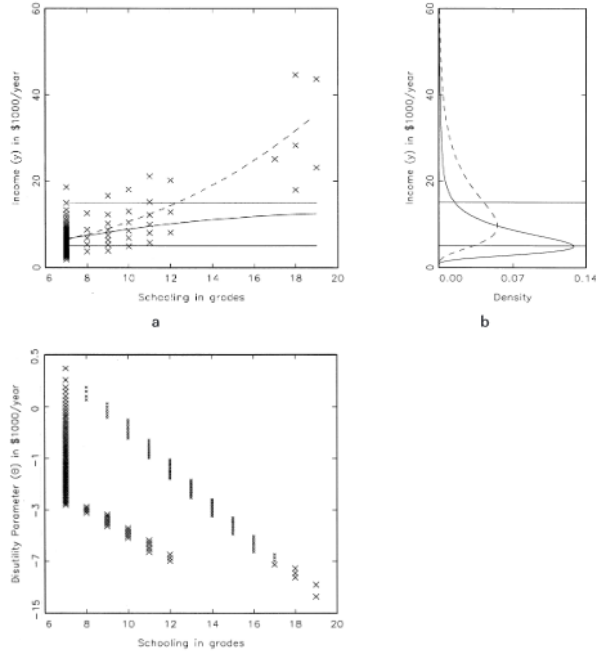 60
40
20
0
Income (y) in $1000/year
6 8 10 12 14 16 18 20
Schooling in grades
a
60
40
20
0
Income (y) in $1000/year
0.00 0.07 0.14
Density
b
0.5
0
-1
-3
-7
-15
Disutility Parameter (θ) in $1000/year
6 8 10 12 14 16 18 20
Schooling in grades